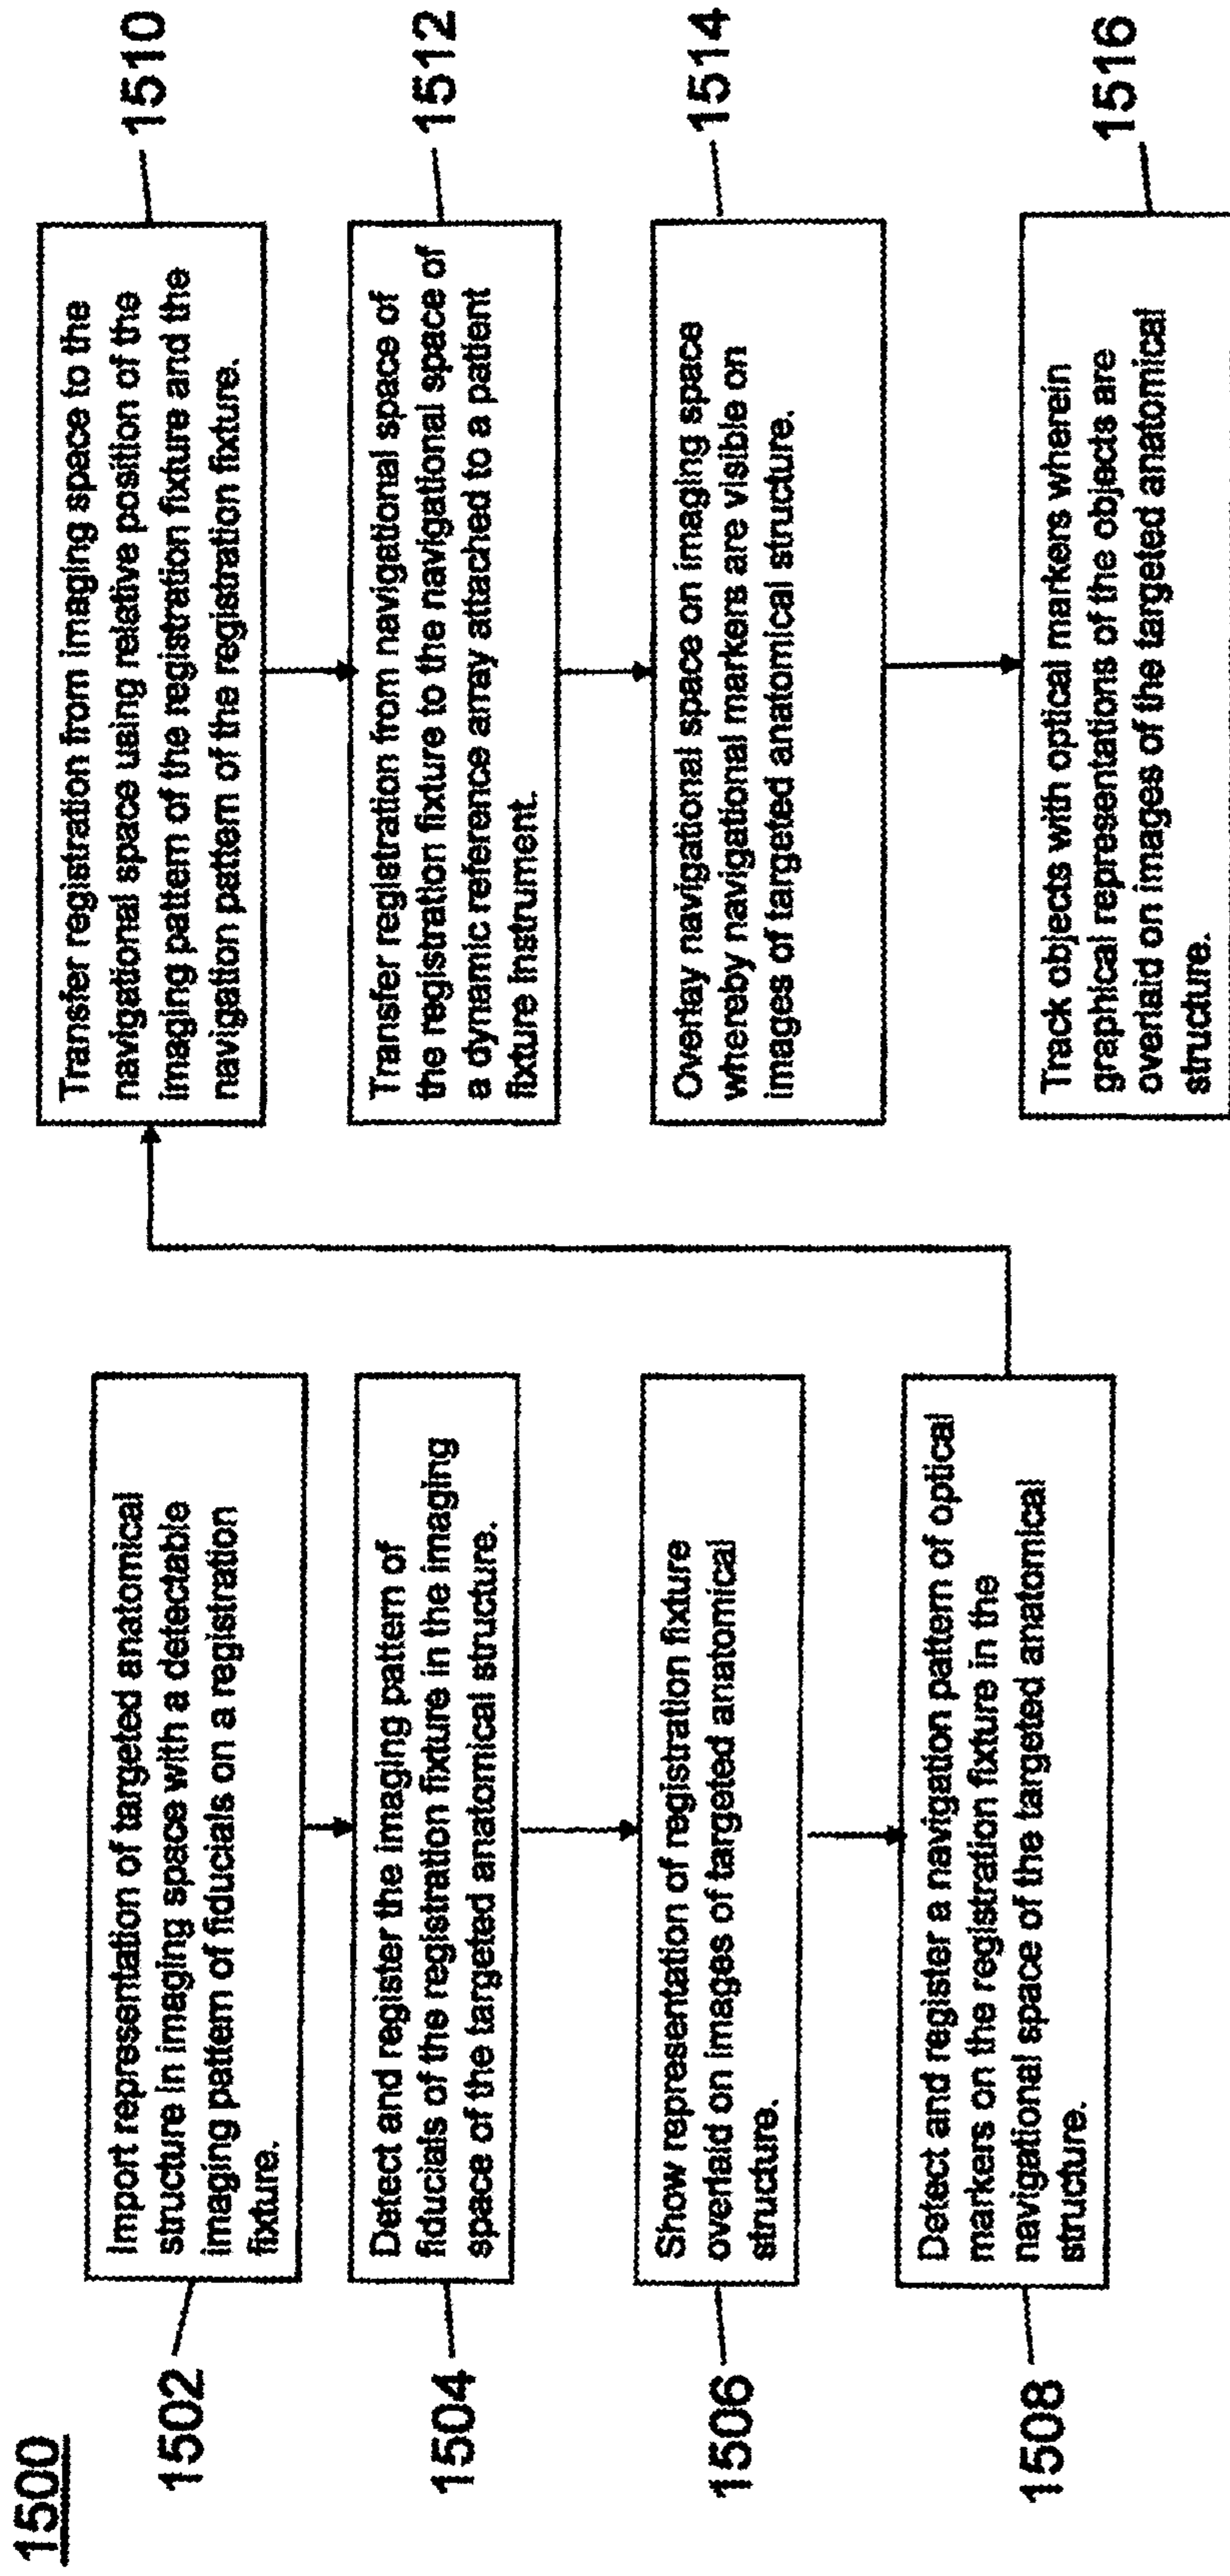 1500
1502
Import representation of targeted anatomical
structure in imaging space with a detectable
imaging pattern of fiducials on a registration
fixture.
1504
Detect and register the imaging pattern of
fiducials of the registration fixture in the imaging
space of the targeted anatomical structure.
1506
Show representation of registration fixture
overlaid on images of targeted anatomical
structure.
1508
Detect and register a navigation pattern of optical
markers on the registration fixture in the
navigational space of the targeted anatomical
structure.
1510
Transfer registration from imaging space to the
navigational space using relative position of the
imaging pattern of the registration fixture and the
navigation pattern of the registration fixture.
1512
Transfer registration from navigational space of
the registration fixture to the navigational space of
a dynamic reference array attached to a patient
fixture instrument.
1514
Overlay navigational space on imaging space
whereby navigational markers are visible on
images of targeted anatomical structure.
1516
Track objects with optical markers wherein
graphical representations of the objects are
overlaid on images of the targeted anatomical
structure.